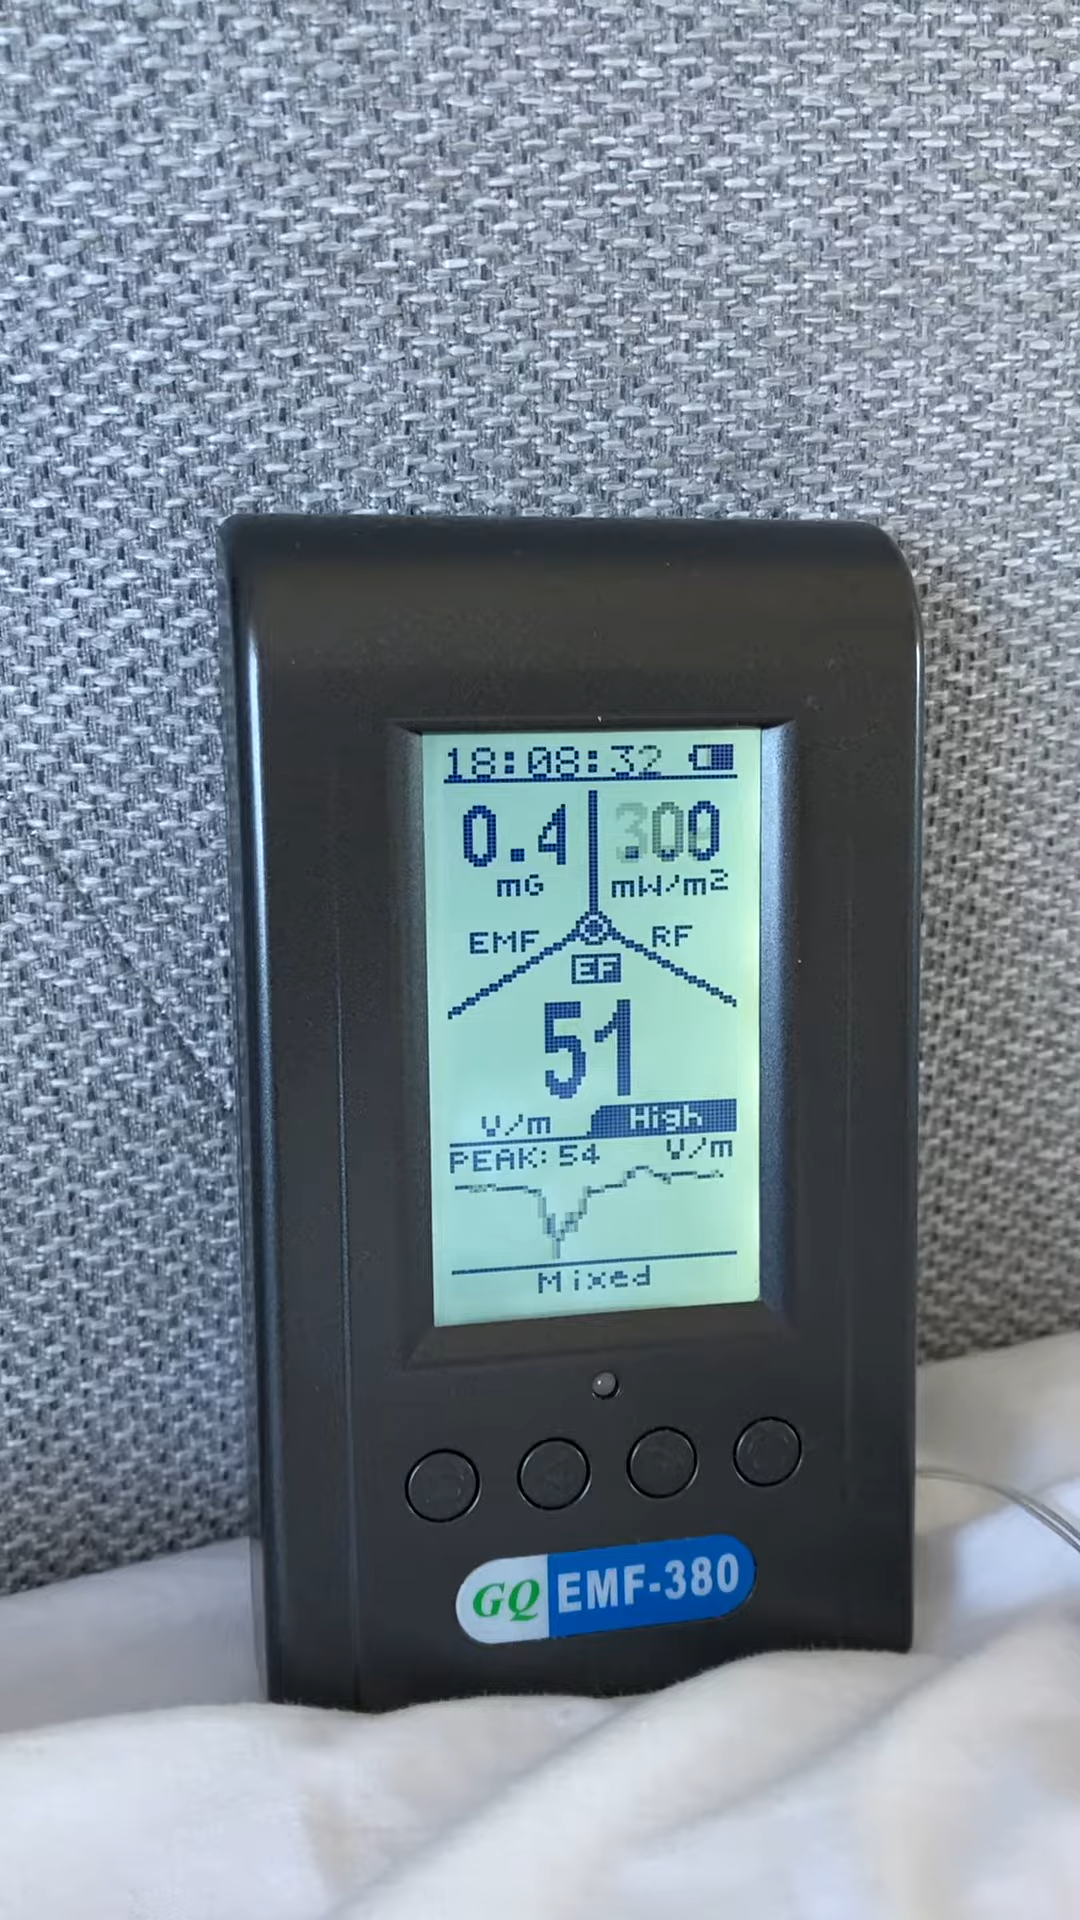 18:08:32
0.4
mG
mW/m2
EMF
RF
EF
51
V/m
High
PEAK: 54 V/m
Mixed
GQ EMF-380